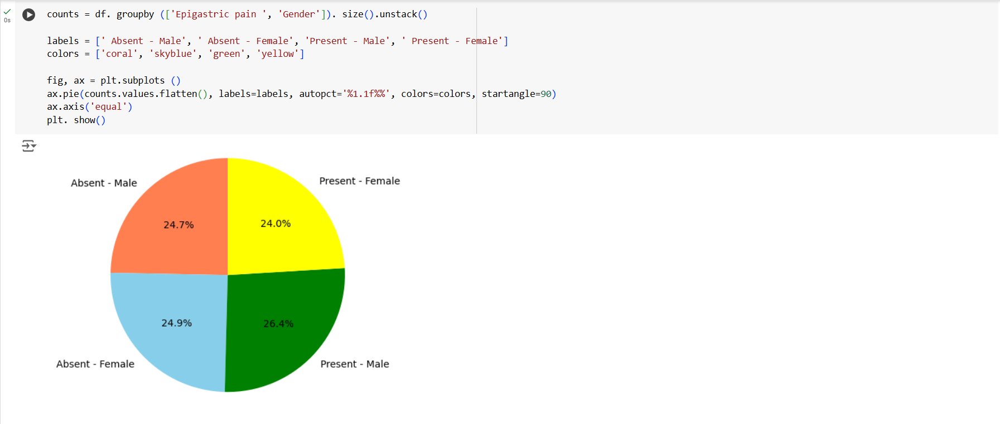 counts = df. groupby (['Epigastric pain ', 'Gender']). size().unstack()
labels = [' Absent - Male', ' Absent - Female', 'Present - Male', ' Present - Female']
colors = ['coral', 'skyblue', 'green', 'yellow']
fig, ax = plt.subplots ()
ax.pie(counts.values.flatten(), labels=labels, autopct='%1.1f%%', colors=colors, startangle=90)
ax.axis('equal')
plt. show()
0s
Absent - Male
Present - Female
24.7%
24.0%
24.9%
26.4%
Absent - Female
Present - Male